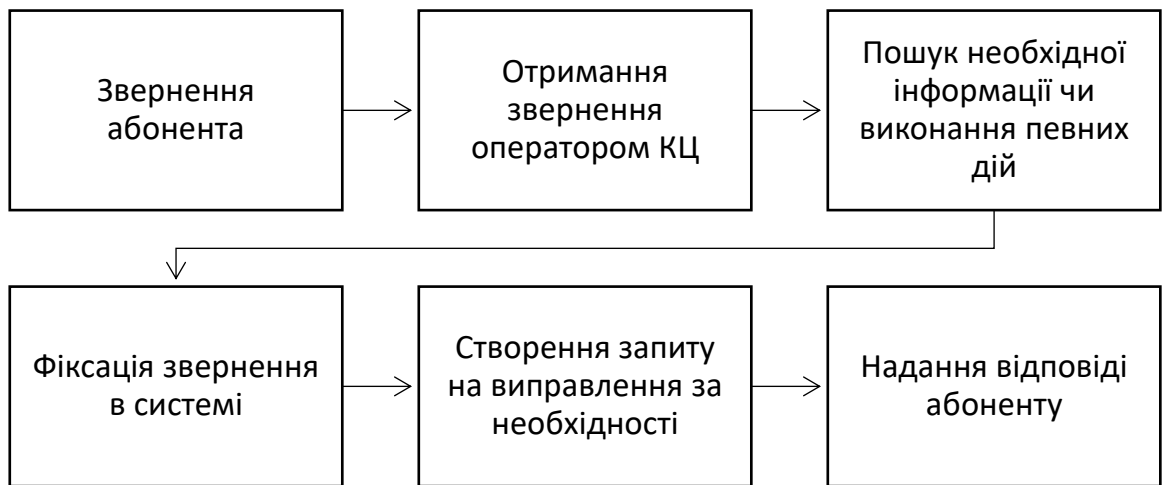 Звернення
абонента
Отримання
звернення
оператором КЦ
Пошук необхідної
інформації чи
виконання певних
дій
Фіксація звернення
в системі
Створення запиту
на виправлення за
необхідності
Надання відповіді
абоненту